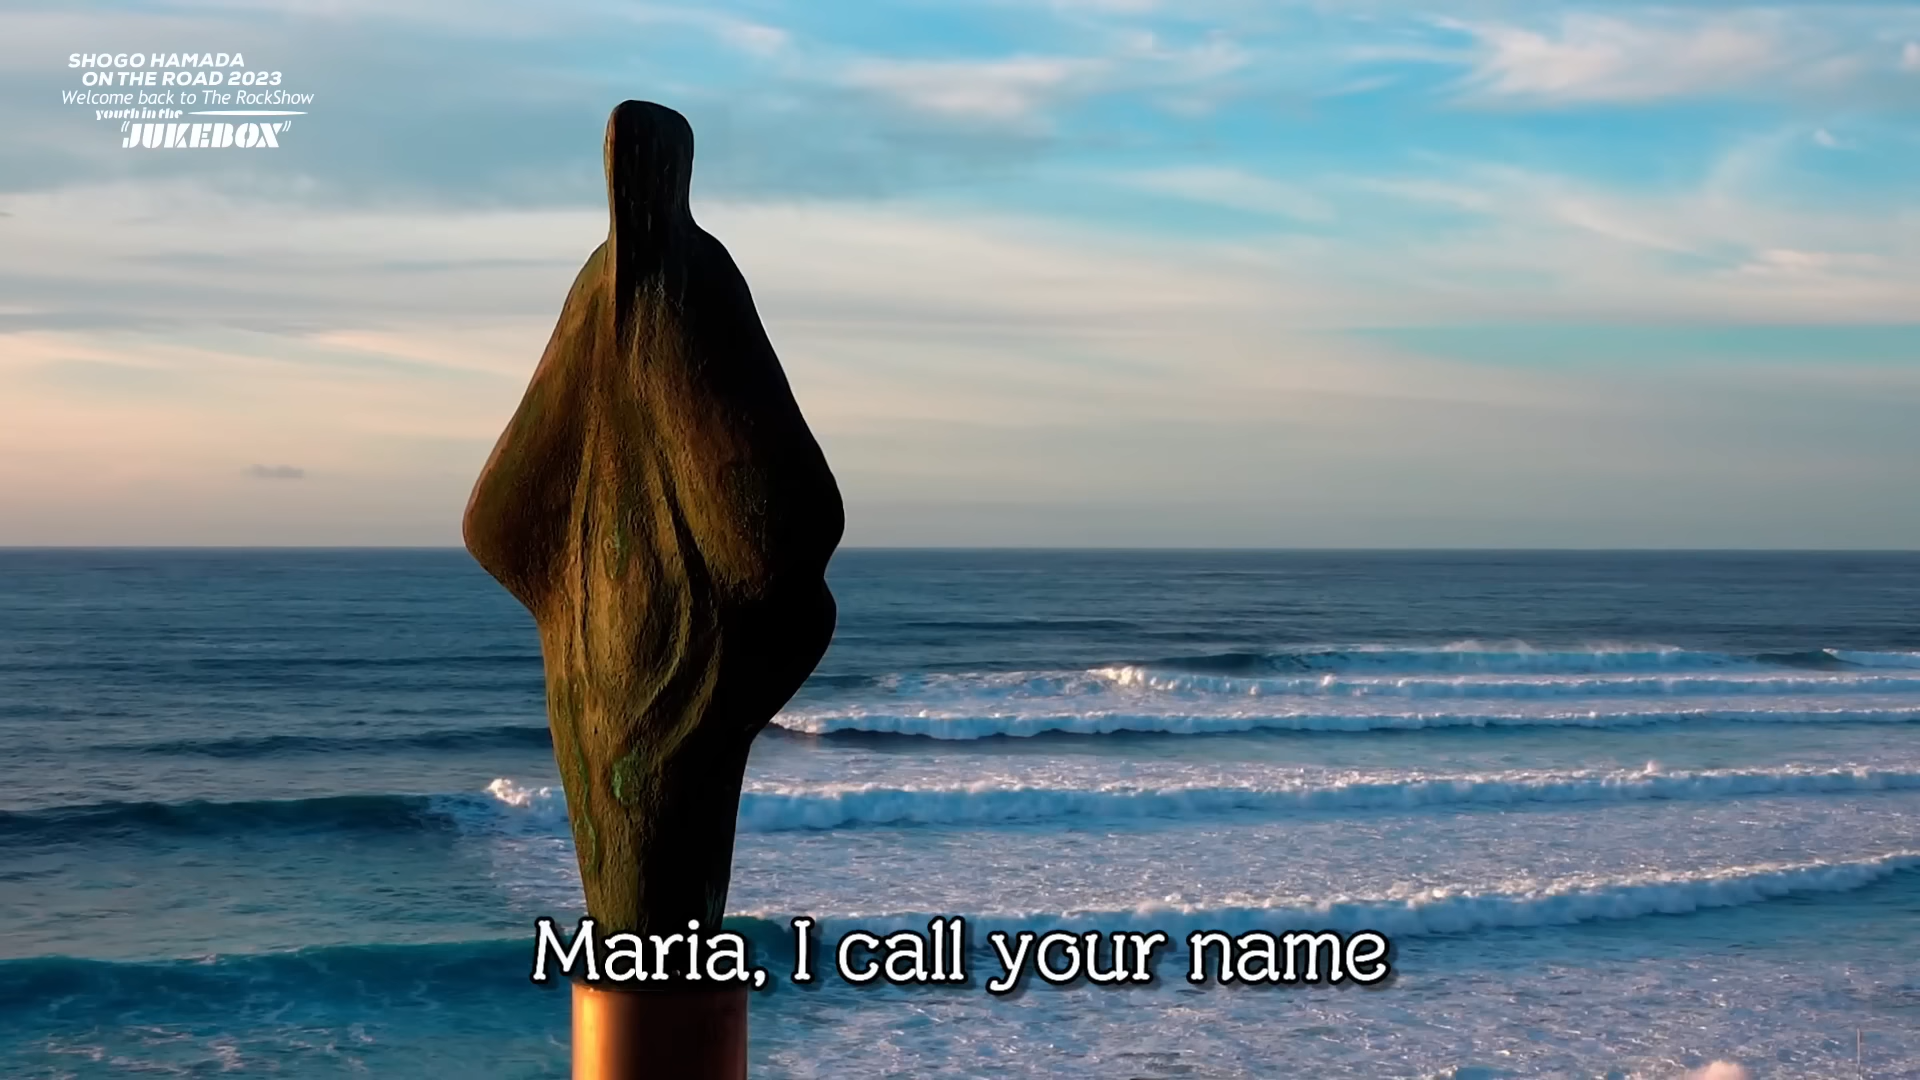 SHOGO HAMADA
ON THE ROAD 2023
Welcome back to The RockShow
youth in the
"JUKEBOX"
Maria, I call your name